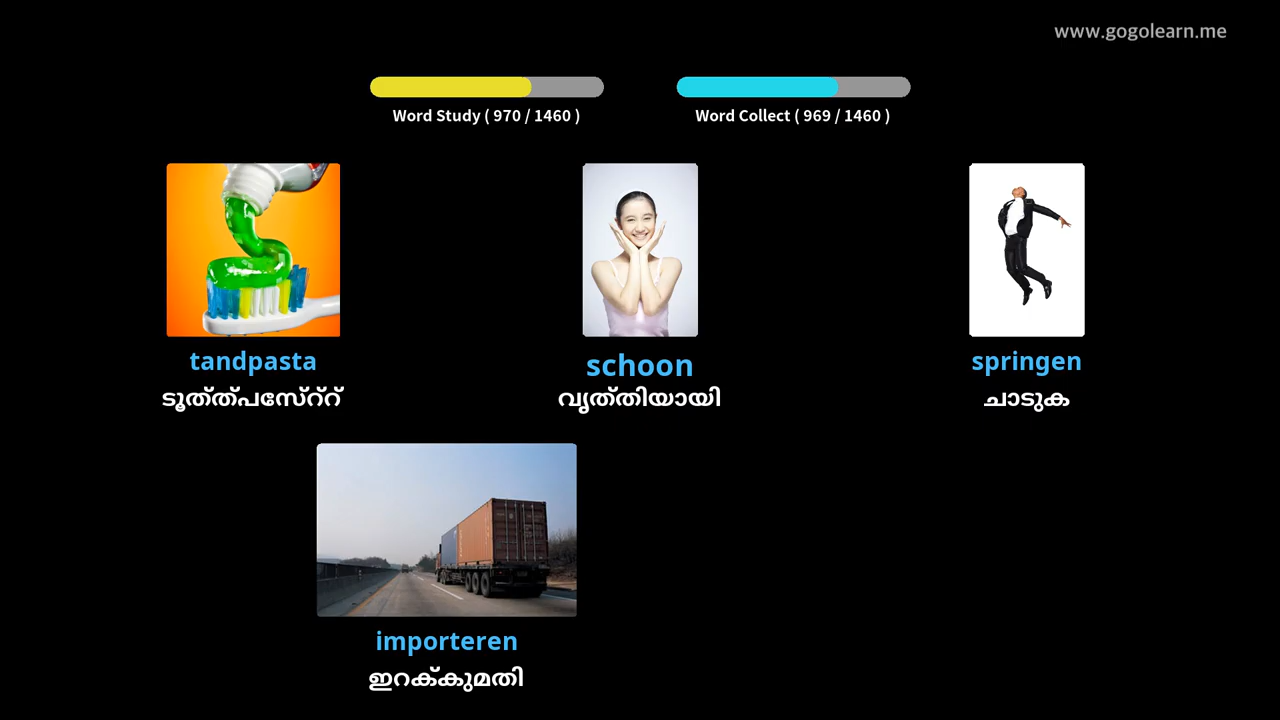 www.gogolearn.me
Word Study ( 970 / 1460 )
Word Collect ( 969 / 1460 )
tandpasta
ടൂത്ത്പസ്റ്റേ്
schoon
വൃത്തിയായി
springen
ചാടുക
importeren
ഇറക്കുമതി